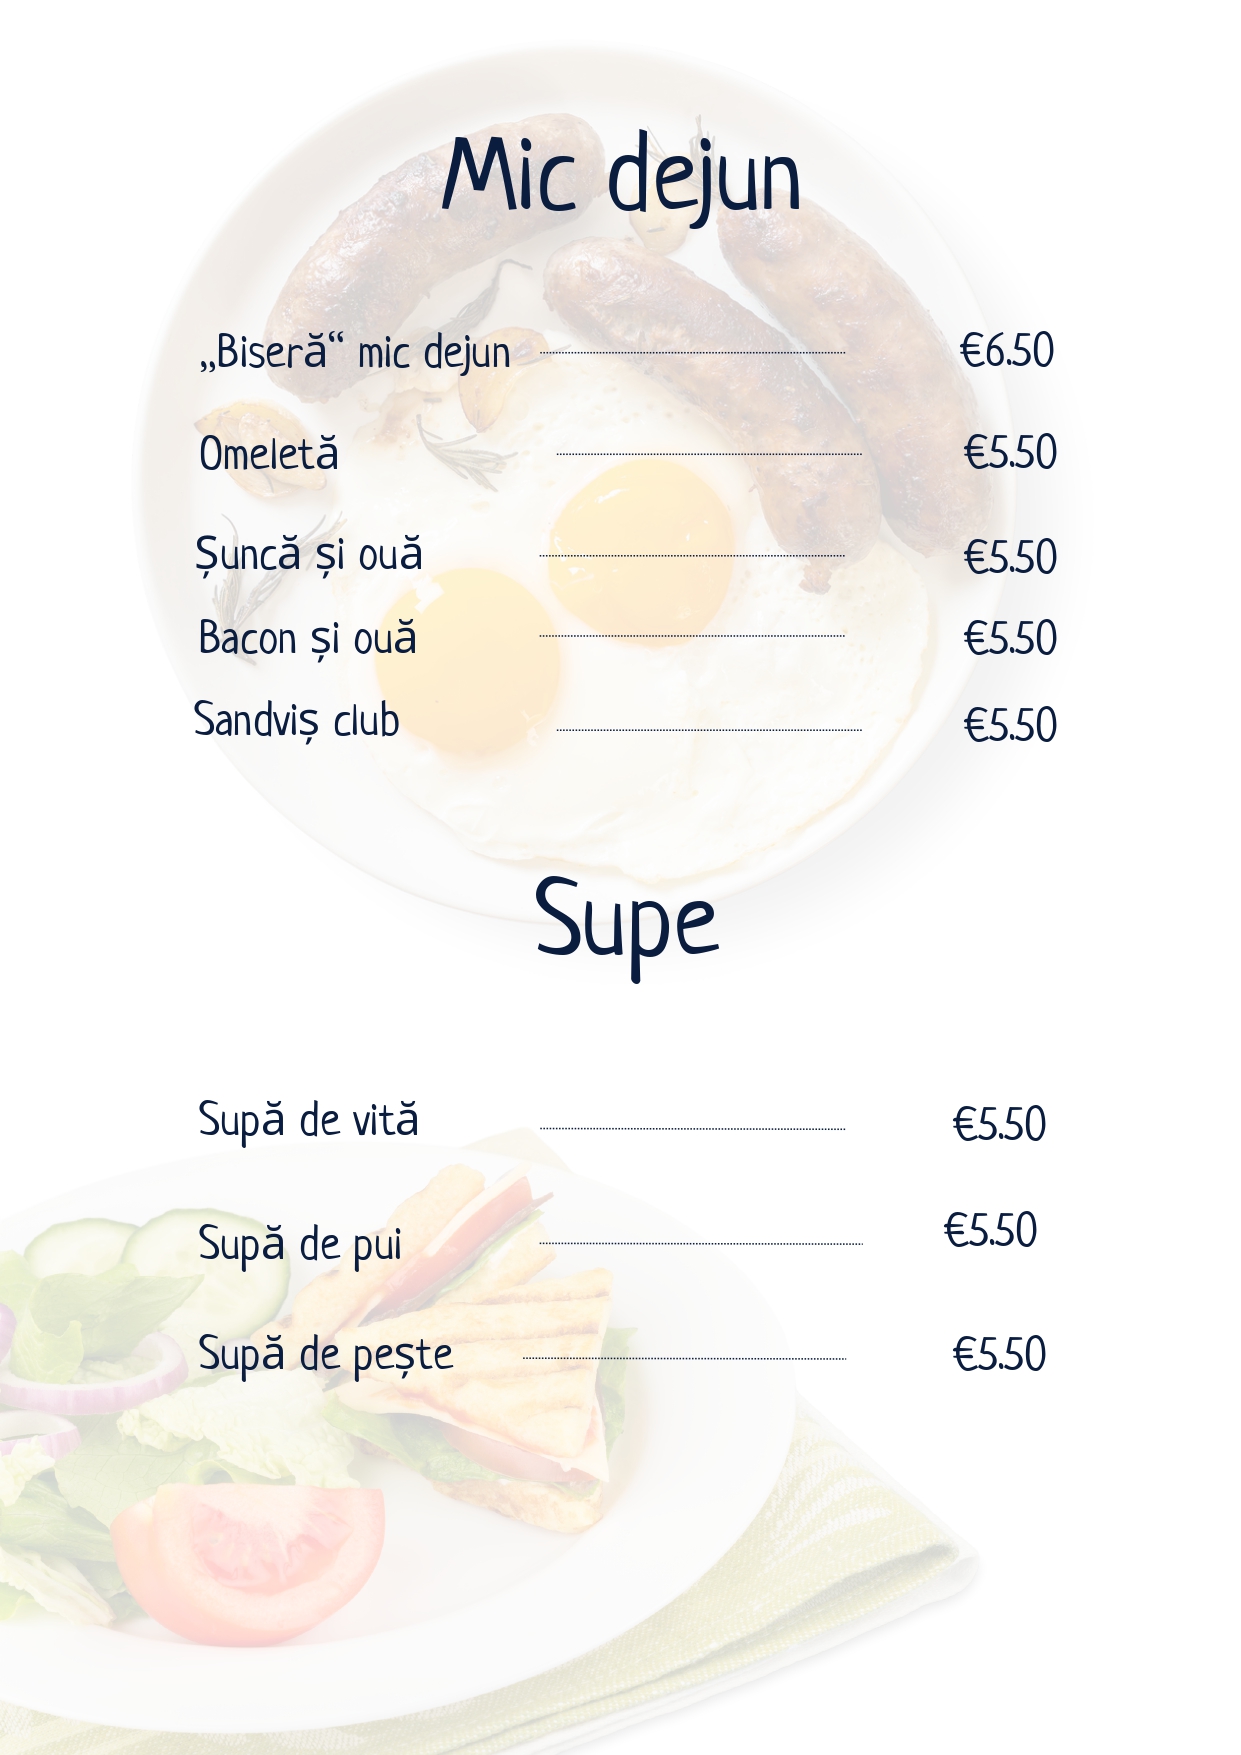 Mic dejun
„Biseră“ mic dejun €6.50
Omeletă €5.50
Șuncă și ouă €5.50
Bacon și ouă €5.50
Sandviș club €5.50
Supe
Supă de vită €5.50
Supă de pui €5.50
Supă de pește €5.50